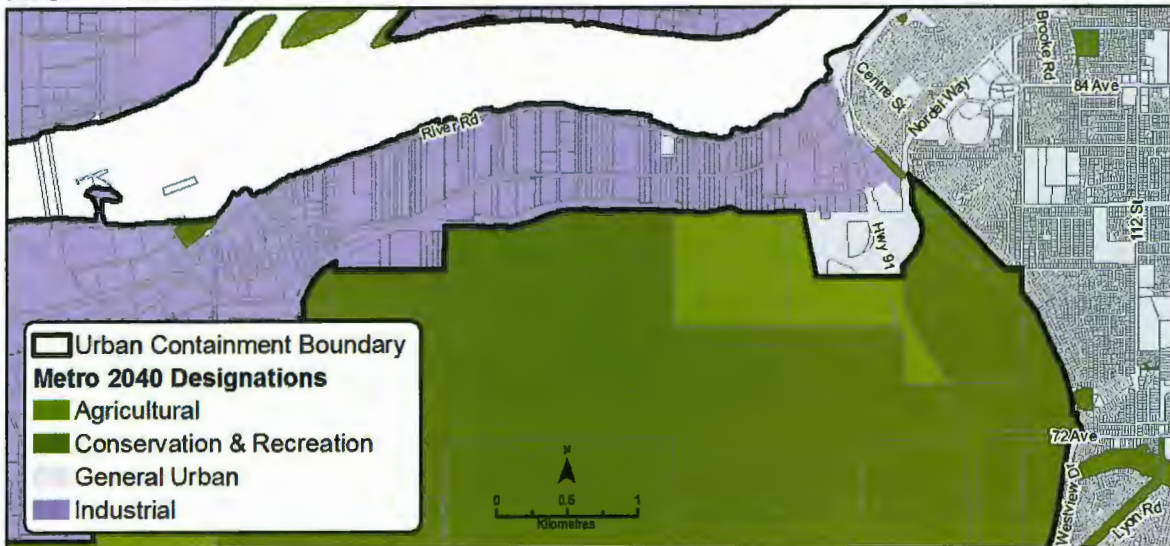 Brooke Rd
Centre St
Nordel Way
84 Ave
River Rd
112 St
HWY 91
Urban Containment Boundary
Metro 2040 Designations
Agricultural
Conservation & Recreation
General Urban
Industrial
N
0 0.5 1
Kilometres
72 Ave
Westview Dr
Lyon Rd